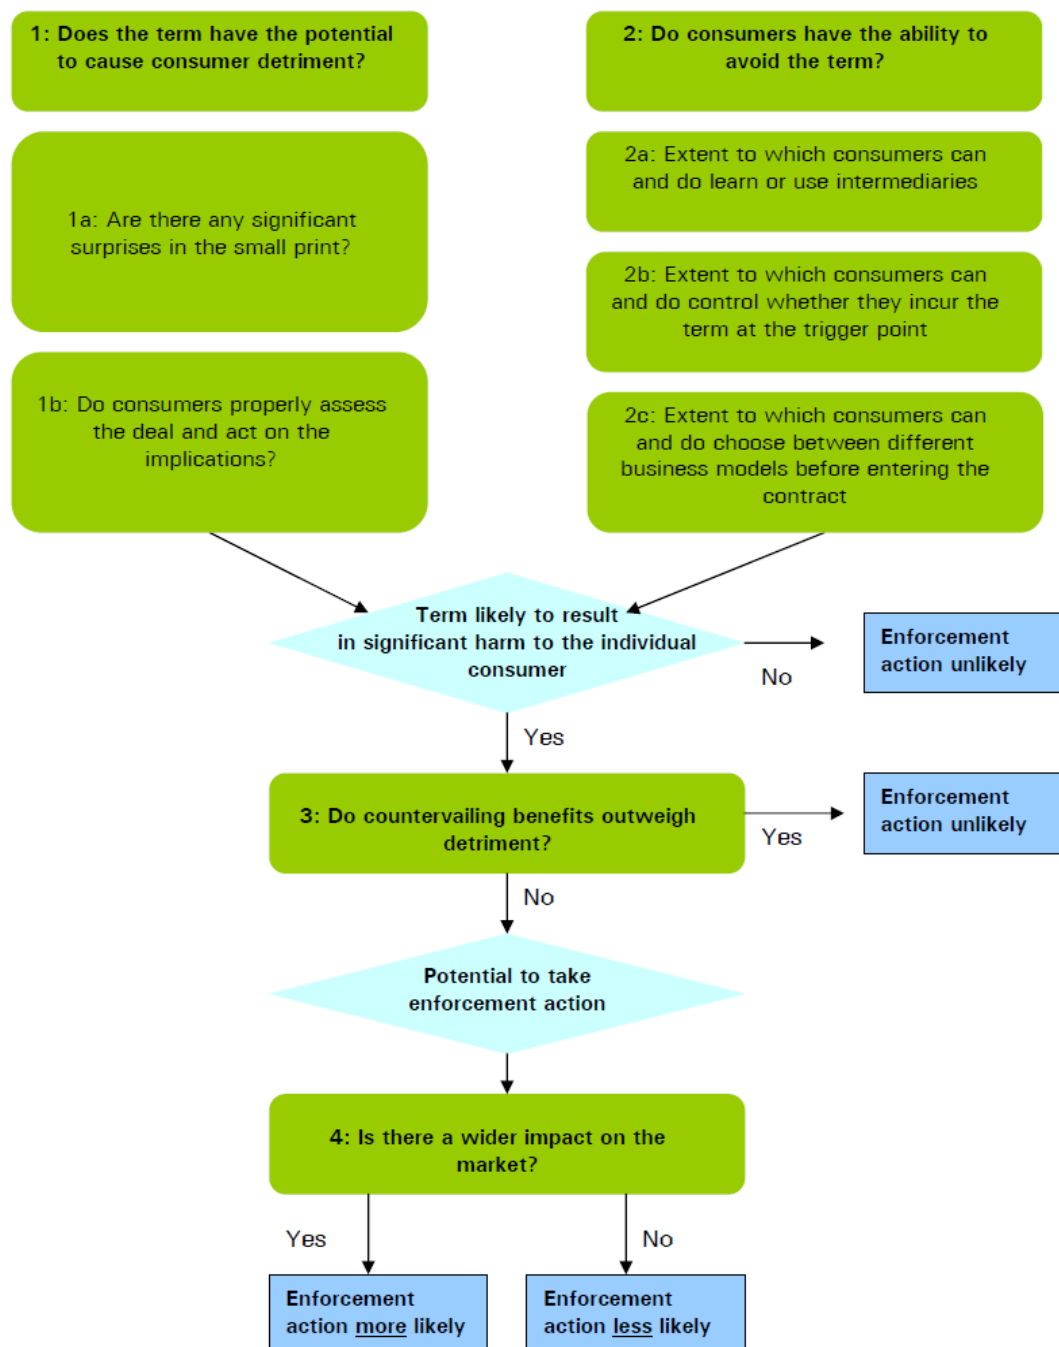 1: Does the term have the potential
to cause consumer detriment?
1a: Are there any significant
surprises in the small print?
1b: Do consumers properly assess
the deal and act on the
implications?
2: Do consumers have the ability to
avoid the term?
2a: Extent to which consumers can
and do learn or use intermediaries
2b: Extent to which consumers can
and do control whether they incur the
term at the trigger point
2c: Extent to which consumers can
and do choose between different
business models before entering the
contract
Term likely to result
in significant harm to the individual
consumer
No
Enforcement
action unlikely
Yes
3: Do countervailing benefits outweigh
detriment?
Yes
Enforcement
action unlikely
No
Potential to take
enforcement action
4: Is there a wider impact on the
market?
Yes
No
Enforcement
action more likely
Enforcement
action less likely